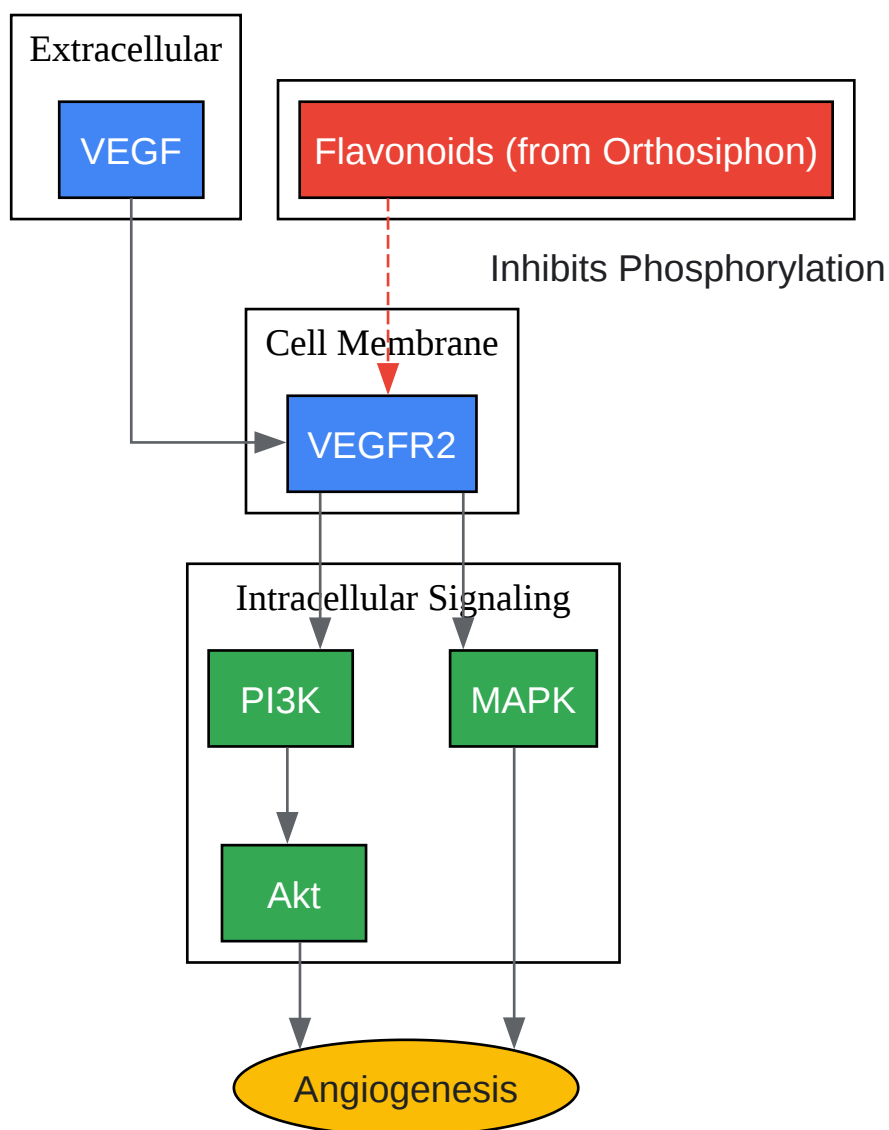 Extracellular
VEGF
Flavonoids (from Orthosiphon)
Inhibits Phosphorylation
Cell Membrane
VEGFR2
Intracellular Signaling
PI3K
MAPK
Akt
Angiogenesis